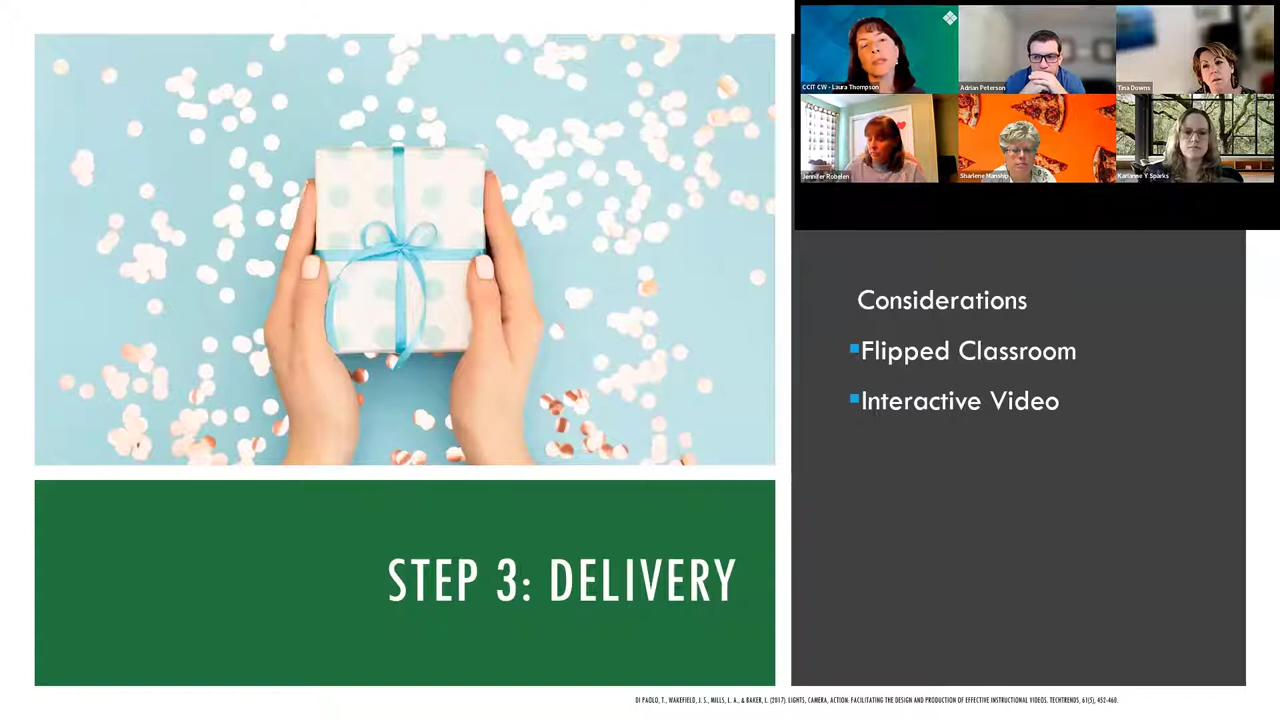 CCIT CW - Laura Thompson
Adrian Peterson
Tina Downs
Jennifer Robelen
Sharlene Manship
Karianne Y Sparks
Considerations
Flipped Classroom
Interactive Video
STEP 3: DELIVERY
DI PAOLO, T., WAKEFIELD, J. S., MILLS, L. A., & BAKER, L. (2017). LIGHTS, CAMERA, ACTION: FACILITATING THE DESIGN AND PRODUCTION OF EFFECTIVE INSTRUCTIONAL VIDEOS. TECHTRENDS, 61(5), 452-460.